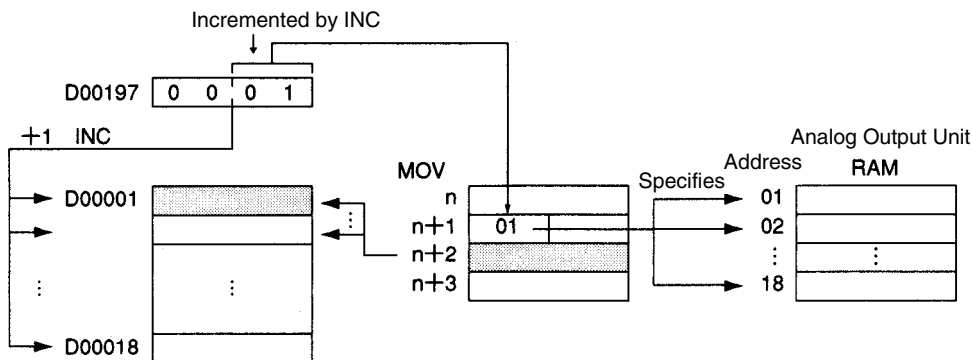 Incremented by INC
D00197 0 0 0 1
+1 INC
Analog Output Unit
MOV Address RAM
D00001 n Specifies 01
n+1 01 02
⋮ n+2 ⋮ ⋮
⋮ ⋮ n+3 18
D00018